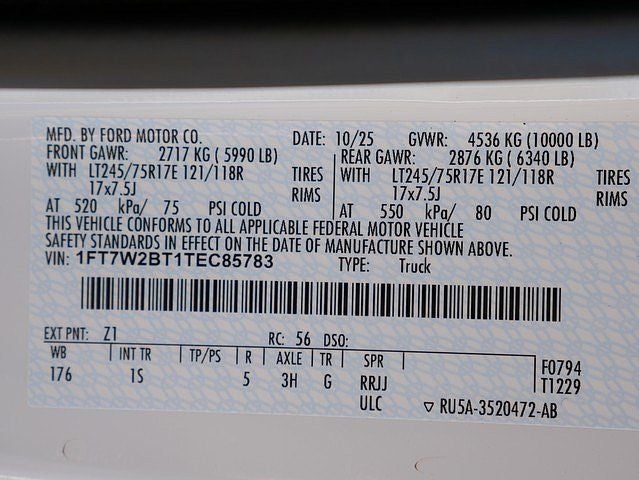 MFD. BY FORD MOTOR CO. DATE: 10/25 GVWR: 4536 KG (10000 LB)
FRONT GAWR: 2717 KG ( 5990 LB) REAR GAWR: 2876 KG ( 6340 LB)
WITH LT245/75R17E 121/118R TIRES WITH LT245/75R17E 121/118R TIRES
17x7.5J RIMS 17x7.5J RIMS
AT 520 kPa/ 75 PSI COLD AT 550 kPa/ 80 PSI COLD
THIS VEHICLE CONFORMS TO ALL APPLICABLE FEDERAL MOTOR VEHICLE
SAFETY STANDARDS IN EFFECT ON THE DATE OF MANUFACTURE SHOWN ABOVE.
VIN: 1FT7W2BT1TEC85783 TYPE: Truck
EXT PNT: Z1 RC: 56 DSO:
WB INT TR TP/PS R AXLE TR SPR F0794
176 1S 5 3H G RRJJ T1229
ULC ▽ RU5A-3520472-AB